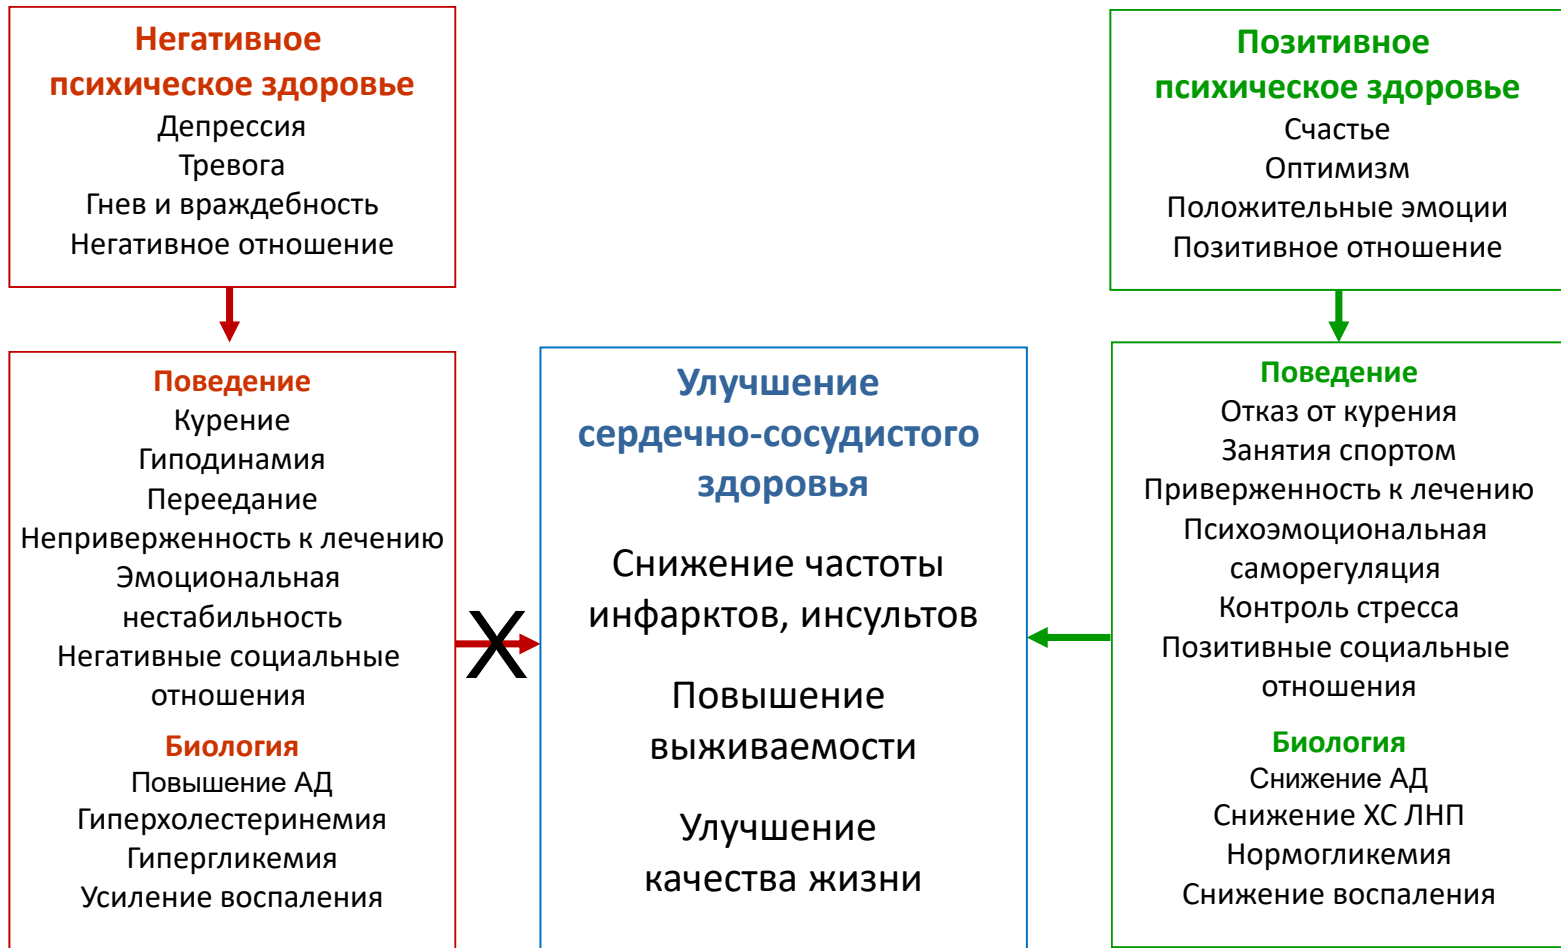 Негативное
психическое здоровье
Депрессия
Тревога
Гнев и враждебность
Негативное отношение
Позитивное
психическое здоровье
Счастье
Оптимизм
Положительные эмоции
Позитивное отношение
Поведение
Курение
Гиподинамия
Переедание
Неприверженность к лечению
Эмоциональная
нестабильность
Негативные социальные
отношения
Биология
Повышение АД
Гиперхолестеринемия
Гипергликемия
Усиление воспаления
X
Улучшение
сердечно-сосудистого
здоровья
Снижение частоты
инфарктов, инсультов
Повышение
выживаемости
Улучшение
качества жизни
Поведение
Отказ от курения
Занятия спортом
Приверженность к лечению
Психоэмоциональная
саморегуляция
Контроль стресса
Позитивные социальные
отношения
Биология
Снижение АД
Снижение ХС ЛНП
Нормогликемия
Снижение воспаления